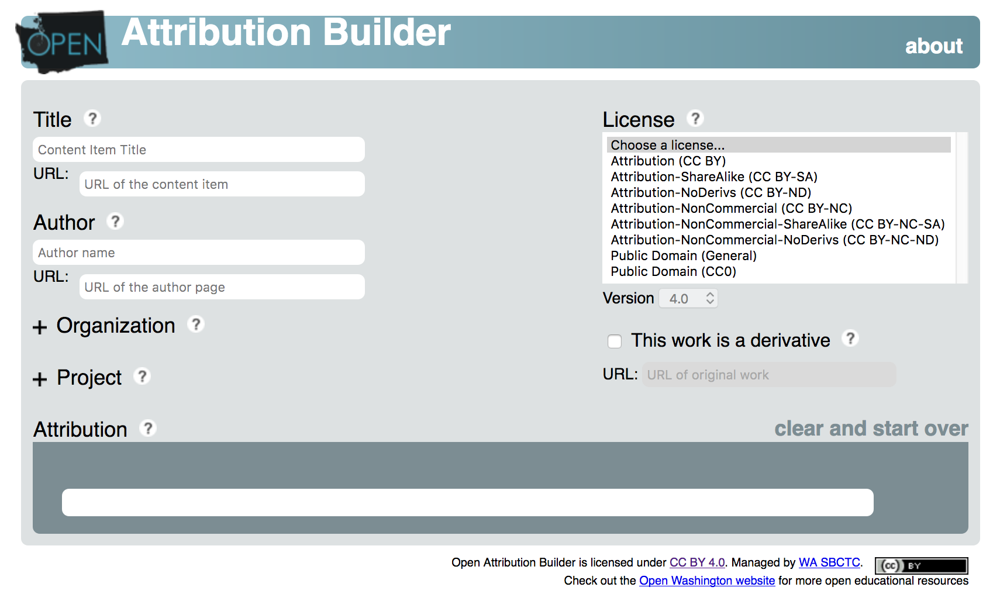 OPEN
Attribution Builder
about
Title ?
Content Item Title
URL: URL of the content item
Author ?
Author name
URL: URL of the author page
+ Organization ?
+ Project ?
License ?
Choose a license...
Attribution (CC BY)
Attribution-ShareAlike (CC BY-SA)
Attribution-NoDerivs (CC BY-ND)
Attribution-NonCommercial (CC BY-NC)
Attribution-NonCommercial-ShareAlike (CC BY-NC-SA)
Attribution-NonCommercial-NoDerivs (CC BY-NC-ND)
Public Domain (General)
Public Domain (CC0)
Version 4.0
This work is a derivative ?
URL: URL of original work
Attribution ?
clear and start over
Open Attribution Builder is licensed under CC BY 4.0. Managed by WA SBCTC.
cc BY
Check out the Open Washington website for more open educational resources